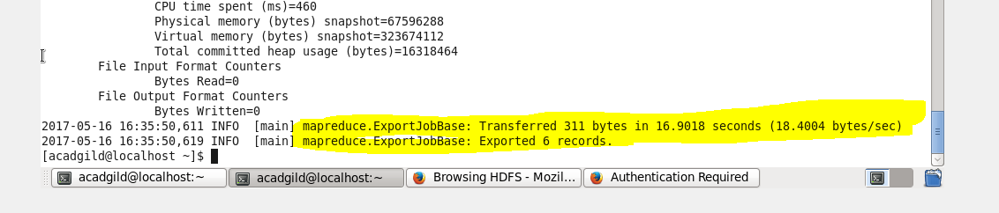 CPU time spent (ms)=460
Physical memory (bytes) snapshot=67596288
Virtual memory (bytes) snapshot=323674112
Total committed heap usage (bytes)=16318464
File Input Format Counters
Bytes Read=0
File Output Format Counters
Bytes Written=0
2017-05-16 16:35:50,611 INFO  [main] mapreduce.ExportJobBase: Transferred 311 bytes in 16.9018 seconds (18.4004 bytes/sec)
2017-05-16 16:35:50,619 INFO  [main] mapreduce.ExportJobBase: Exported 6 records.
[acadgild@localhost ~]$
acadgild@localhost:~ acadgild@localhost:~ Browsing HDFS - Mozil... Authentication Required